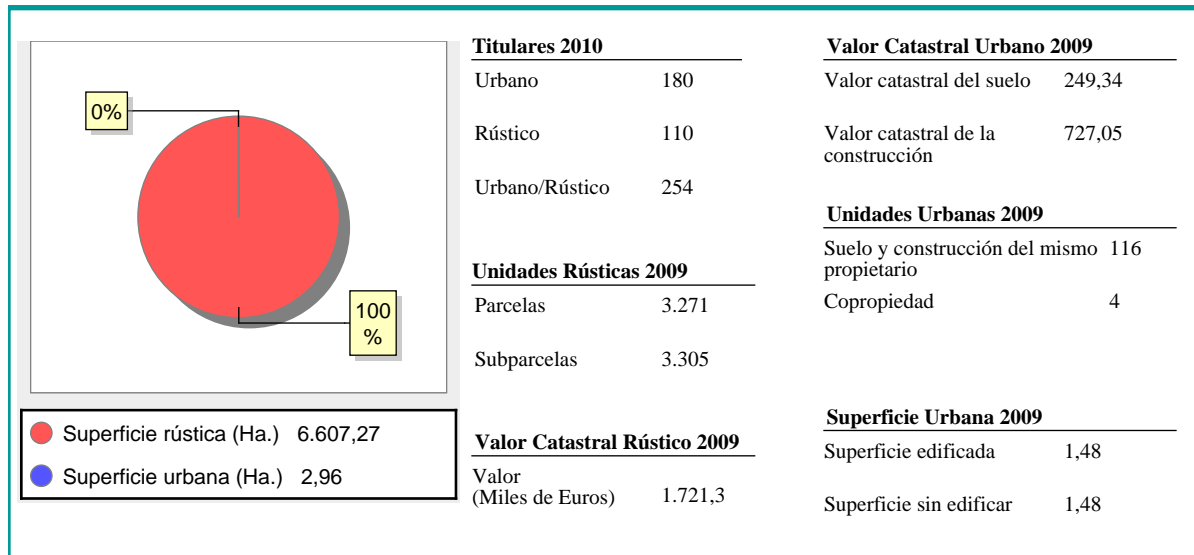 0%
100
%
Superficie rústica (Ha.) 6.607,27
Superficie urbana (Ha.) 2,96
Titulares 2010
Urbano 180
Rústico 110
Urbano/Rústico 254
Unidades Rústicas 2009
Parcelas 3.271
Subparcelas 3.305
Valor Catastral Rústico 2009
Valor
(Miles de Euros) 1.721,3
Valor Catastral Urbano 2009
Valor catastral del suelo 249,34
Valor catastral de la 727,05
construcción
Unidades Urbanas 2009
Suelo y construcción del mismo 116
propietario
Copropiedad 4
Superficie Urbana 2009
Superficie edificada 1,48
Superficie sin edificar 1,48